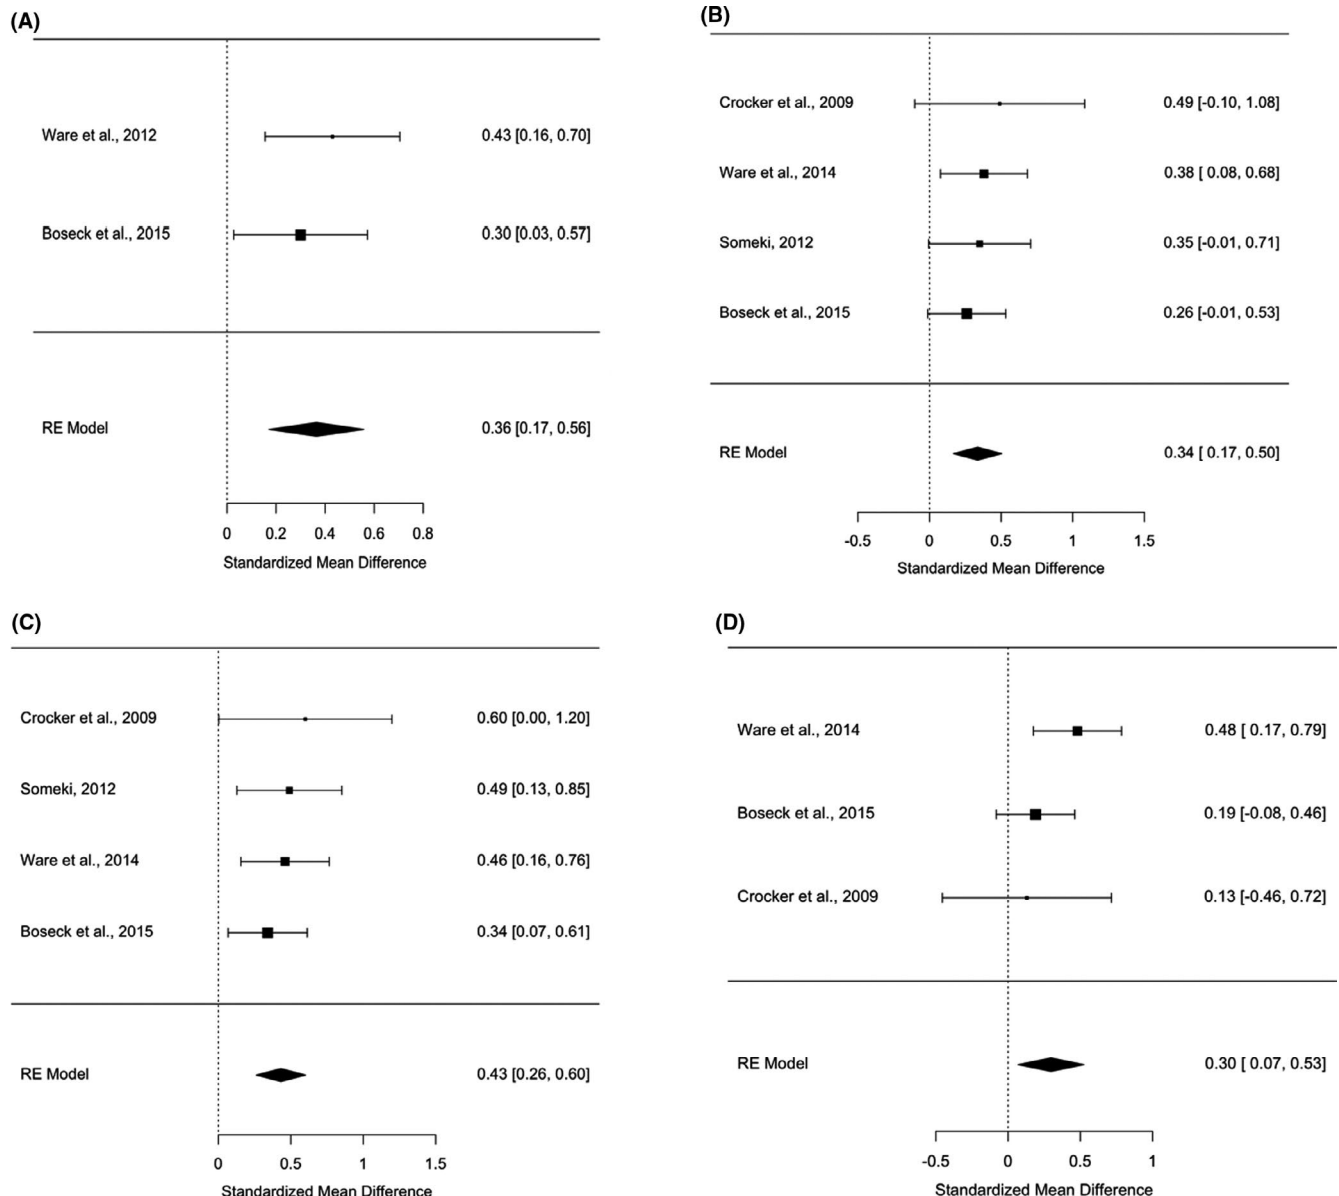 (A)
Ware et al., 2012 0.43 [0.16, 0.70]
Boseck et al., 2015 0.30 [0.03, 0.57]
RE Model 0.36 [0.17, 0.56]
0 0.2 0.4 0.6 0.8
Standardized Mean Difference
(B)
Crocker et al., 2009 0.49 [-0.10, 1.08]
Ware et al., 2014 0.38 [ 0.08, 0.68]
Someki, 2012 0.35 [-0.01, 0.71]
Boseck et al., 2015 0.26 [-0.01, 0.53]
RE Model 0.34 [ 0.17, 0.50]
-0.5 0 0.5 1 1.5
Standardized Mean Difference
(C)
Crocker et al., 2009 0.60 [0.00, 1.20]
Someki, 2012 0.49 [0.13, 0.85]
Ware et al., 2014 0.46 [0.16, 0.76]
Boseck et al., 2015 0.34 [0.07, 0.61]
RE Model 0.43 [0.26, 0.60]
0 0.5 1 1.5
Standardized Mean Difference
(D)
Ware et al., 2014 0.48 [ 0.17, 0.79]
Boseck et al., 2015 0.19 [-0.08, 0.46]
Crocker et al., 2009 0.13 [-0.46, 0.72]
RE Model 0.30 [ 0.07, 0.53]
-0.5 0 0.5 1
Standardized Mean Difference